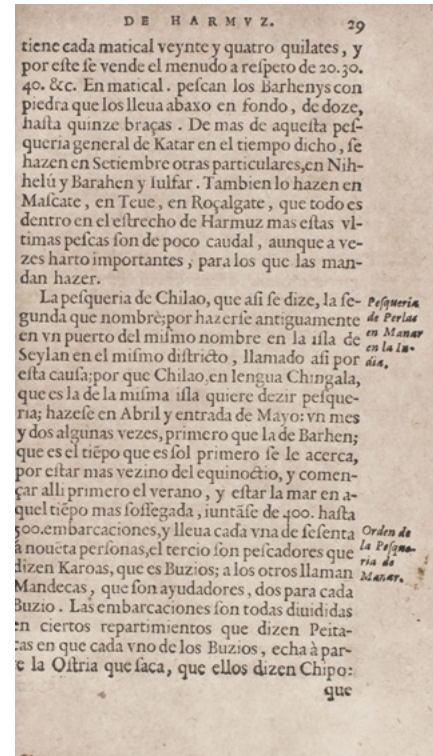 DE HARMVZ. 29
tiene cada matical veynte y quatro quilates, y
por eſte ſe vende el menudo a reſpeto de 20.30.
40. &c. En matical. peſcan los Barhenys con
piedra que los lleua abaxo en fondo, de doze,
haſta quinze braças. De mas de aqueſta peſ-
queria general de Katar en el tiempo dicho, ſe
hazen en Setiembre otras particulares, en Nih-
helú y Barahen y Iulfar. Tambien lo hazen en
Maſcate, en Teue, en Roçalgate, que todo es
dentro en el eſtrecho de Harmuz mas eſtas vl-
timas peſcas ſon de poco caudal, aunque a ve-
zes harto importantes, para los que las man-
dan hazer.
La peſqueria de Chilao, que aſi ſe dize, la ſe-
gunda que nombrè; por hazerſe antiguamente
en vn puerto del miſmo nombre en la iſla de
Seylan en el miſmo diſtricto, llamado aſi por
eſta cauſa; por que Chilao, en lengua Chingala,
que es la de la miſma iſla quiere dezir peſque-
ria; hazeſe en Abril y entrada de Mayo: vn mes
y dos algunas vezes, primero que la de Barhen;
que es el tiẽpo que es ſol primero ſe le acerca,
por eſtar mas vezino del equinoctio, y comen-
çar alli primero el verano, y eſtar la mar en a-
quel tiẽpo mas ſoſſegada, iuntãſe de 400. haſta
500. embarcaciones, y lleua cada vna de ſeſenta
à nouẽta perſonas, el tercio ſon peſcadores que
dizen Karoas, que es Buzios; a los otros llaman
Mandecas, que ſon ayudadores, dos para cada
Buzio. Las embarcaciones ſon todas diuididas
en ciertos repartimientos que dizen Peita-
cas en que cada vno de los Buzios, echa à par-
te la Oſtria que ſaca, que ellos dizen Chipo:
que
Peſqueria
de Perlas
en Manar
en la In-
dia.
Orden de
la Peſque-
ria de
Manar.